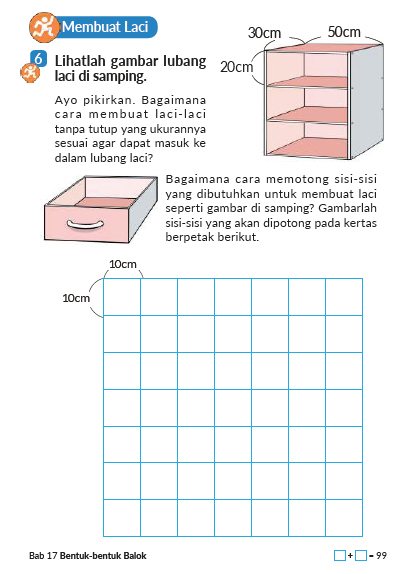 Membuat Laci
30cm
50cm
20cm
6
Lihatlah gambar lubang
laci di samping.
Ayo pikirkan. Bagaimana
cara membuat laci-laci
tanpa tutup yang ukurannya
sesuai agar dapat masuk ke
dalam lubang laci?
Bagaimana cara memotong sisi-sisi
yang dibutuhkan untuk membuat laci
seperti gambar di samping? Gambarlah
sisi-sisi yang akan dipotong pada kertas
berpetak berikut.
10cm
10cm
Bab 17 Bentuk-bentuk Balok
□ + □ = 99